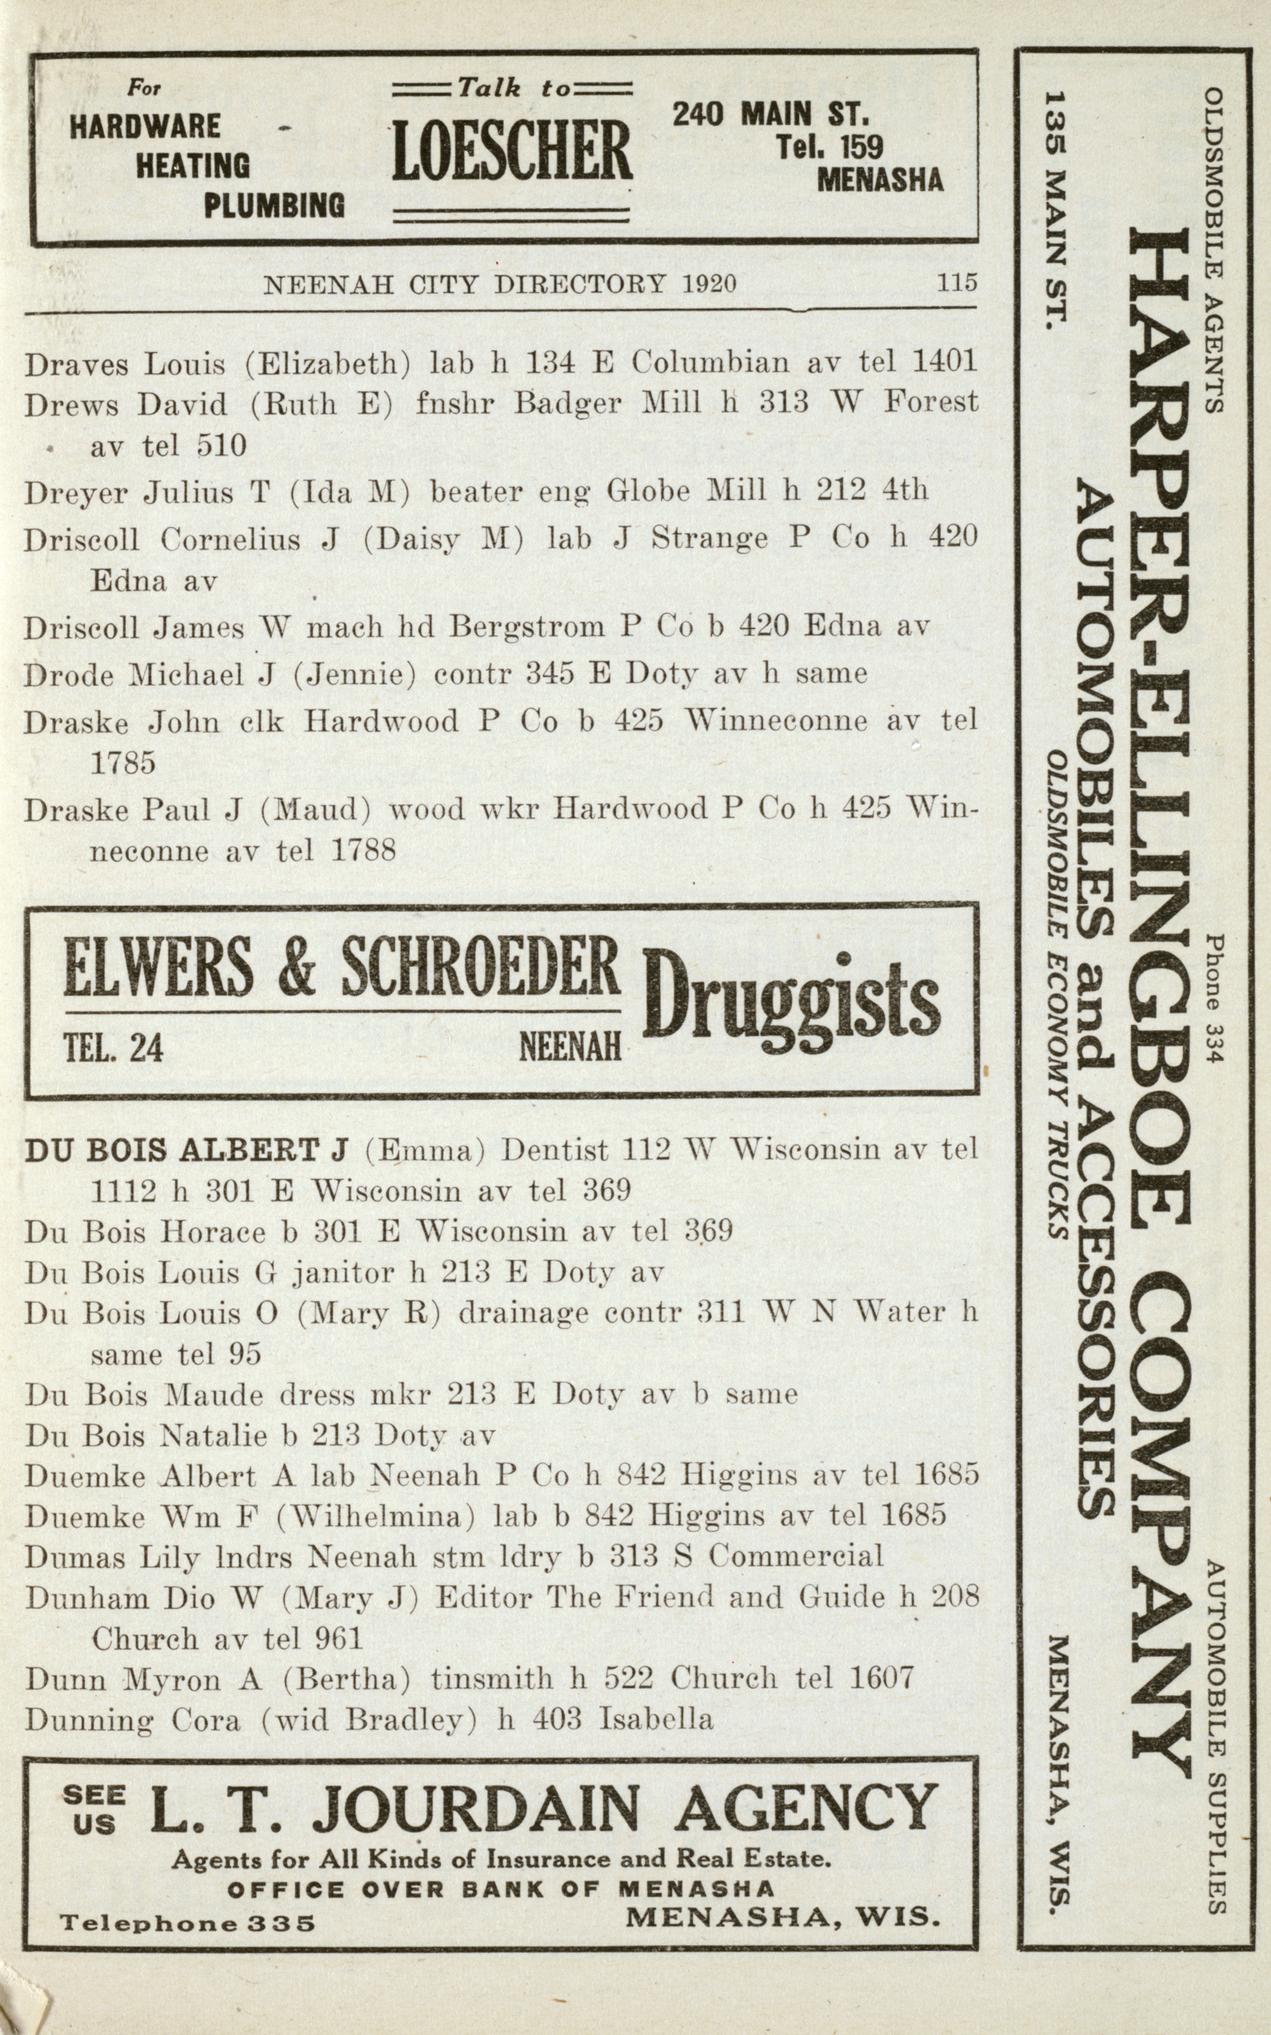 For
HARDWARE
HEATING
PLUMBING
Talk to
LOESCHER
240 MAIN ST.
Tel. 159
MENASHA
NEENAH CITY DIRECTORY 1920 115
Draves Louis (Elizabeth) lab h 134 E Columbian av tel 1401
Drews David (Ruth E) fnshr Badger Mill h 313 W Forest
av tel 510
Dreyer Julius T (Ida M) beater eng Globe Mill h 212 4th
Driscoll Cornelius J (Daisy M) lab J Strange P Co h 420
Edna av
Driscoll James W mach hd Bergstrom P Co b 420 Edna av
Drode Michael J (Jennie) contr 345 E Doty av h same
Draske John clk Hardwood P Co b 425 Winneconne av tel
1785
Draske Paul J (Maud) wood wkr Hardwood P Co h 425 Win-
neconne av tel 1788
ELWERS & SCHROEDER
TEL. 24 NEENAH
Druggists
DU BOIS ALBERT J (Emma) Dentist 112 W Wisconsin av tel
1112 h 301 E Wisconsin av tel 369
Du Bois Horace b 301 E Wisconsin av tel 369
Du Bois Louis G janitor h 213 E Doty av
Du Bois Louis O (Mary R) drainage contr 311 W N Water h
same tel 95
Du Bois Maude dress mkr 213 E Doty av b same
Du Bois Natalie b 213 Doty av
Duemke Albert A lab Neenah P Co h 842 Higgins av tel 1685
Duemke Wm F (Wilhelmina) lab b 842 Higgins av tel 1685
Dumas Lily lndrs Neenah stm ldry b 313 S Commercial
Dunham Dio W (Mary J) Editor The Friend and Guide h 208
Church av tel 961
Dunn Myron A (Bertha) tinsmith h 522 Church tel 1607
Dunning Cora (wid Bradley) h 403 Isabella
SEE
US
L. T. JOURDAIN AGENCY
Agents for All Kinds of Insurance and Real Estate.
OFFICE OVER BANK OF MENASHA
Telephone 335 MENASHA, WIS.
OLDSMOBILE AGENTS Phone 334 AUTOMOBILE SUPPLIES
HARPER-ELLINGBOE COMPANY
AUTOMOBILES and ACCESSORIES
OLDSMOBILE ECONOMY TRUCKS
135 MAIN ST. MENASHA, WIS.